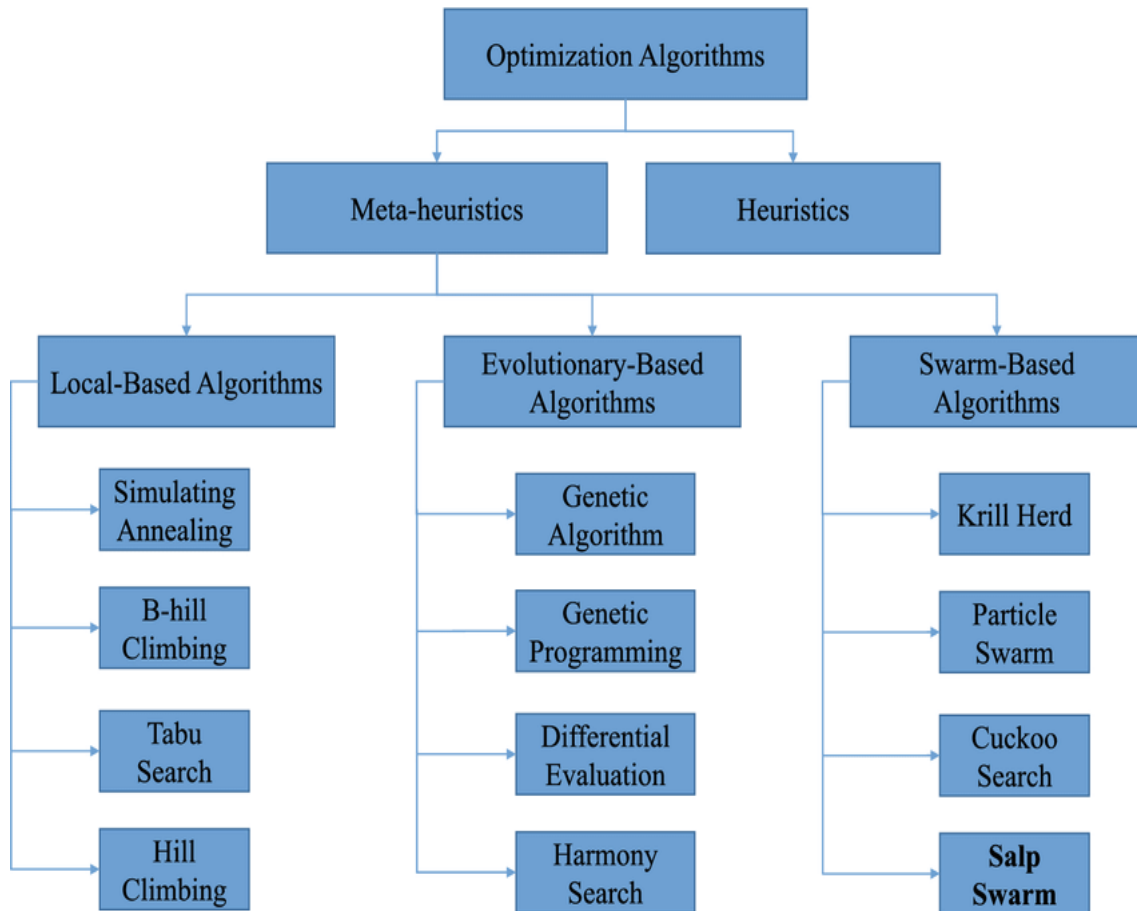 Optimization Algorithms
Meta-heuristics
Heuristics
Local-Based Algorithms
Evolutionary-Based
Algorithms
Swarm-Based
Algorithms
Simulating
Annealing
B-hill
Climbing
Tabu
Search
Hill
Climbing
Genetic
Algorithm
Genetic
Programming
Differential
Evaluation
Harmony
Search
Krill Herd
Particle
Swarm
Cuckoo
Search
Salp
Swarm